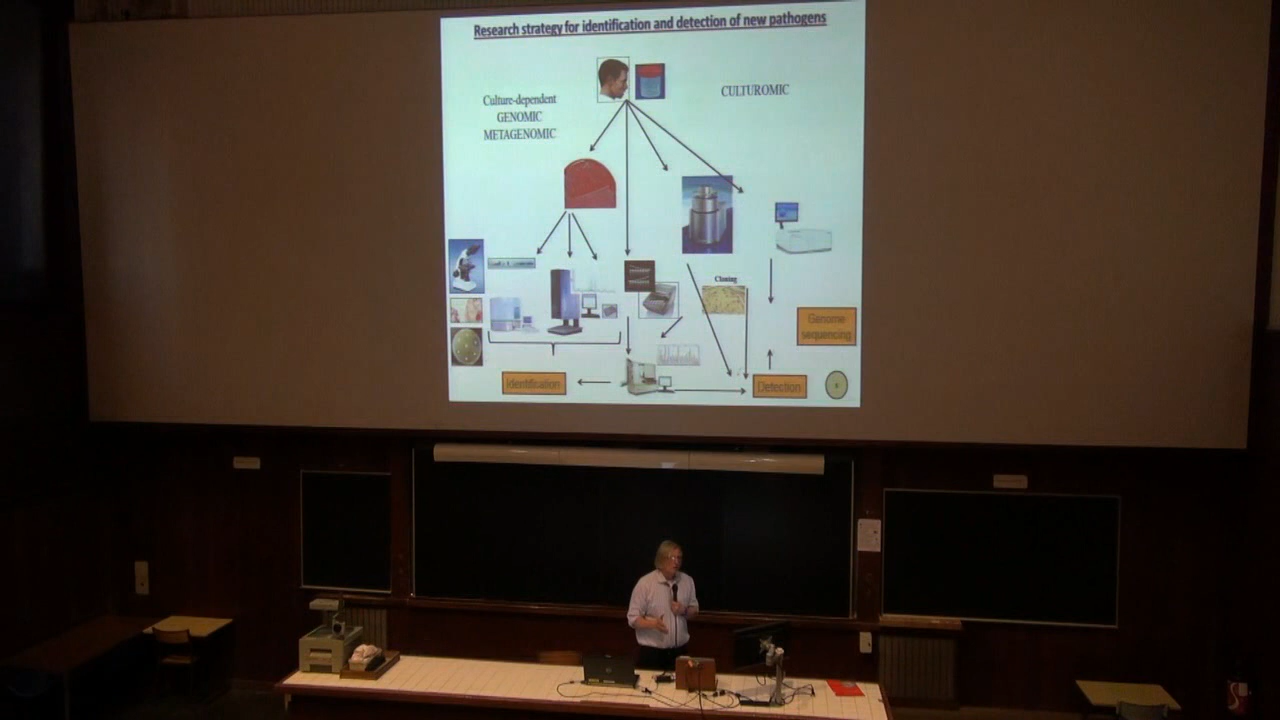 Research strategy for identification and detection of new pathogens
Culture-dependent
GENOMIC
METAGENOMIC
CULTUROMIC
Cloning
Genome
sequencing
Identification
Detection